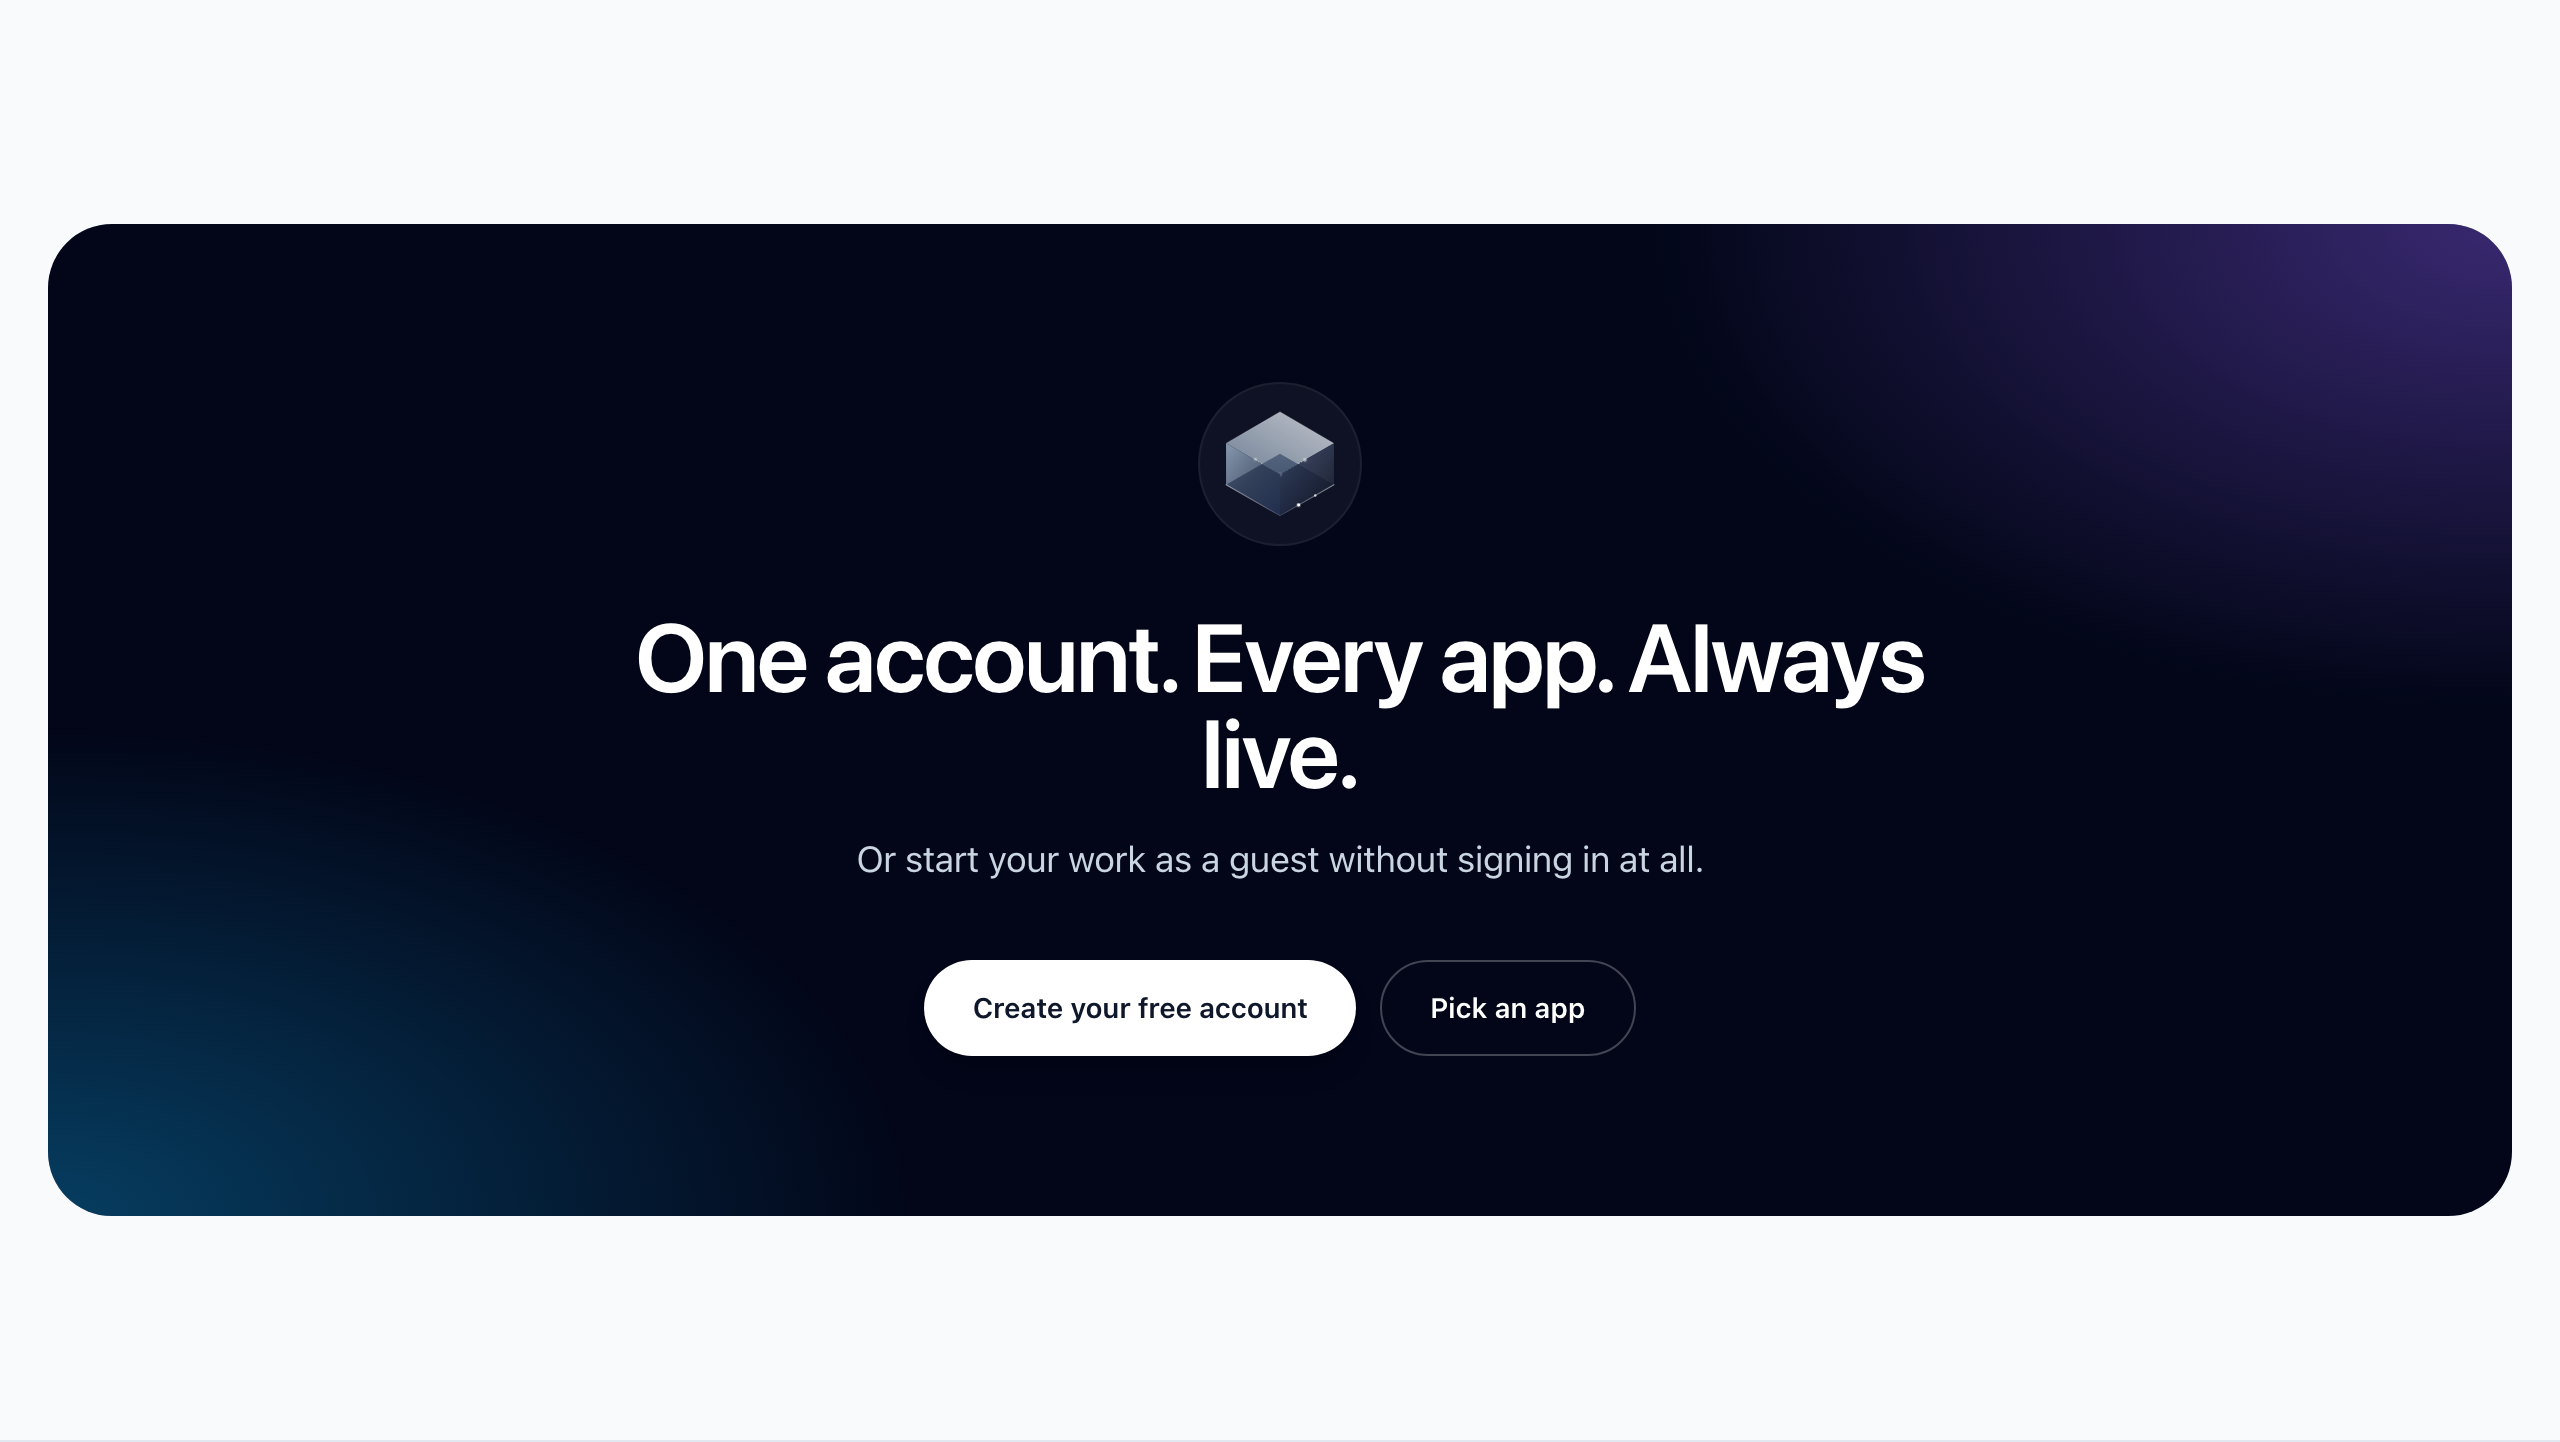 One account. Every app. Always
live.
Or start your work as a guest without signing in at all.
Create your free account
Pick an app